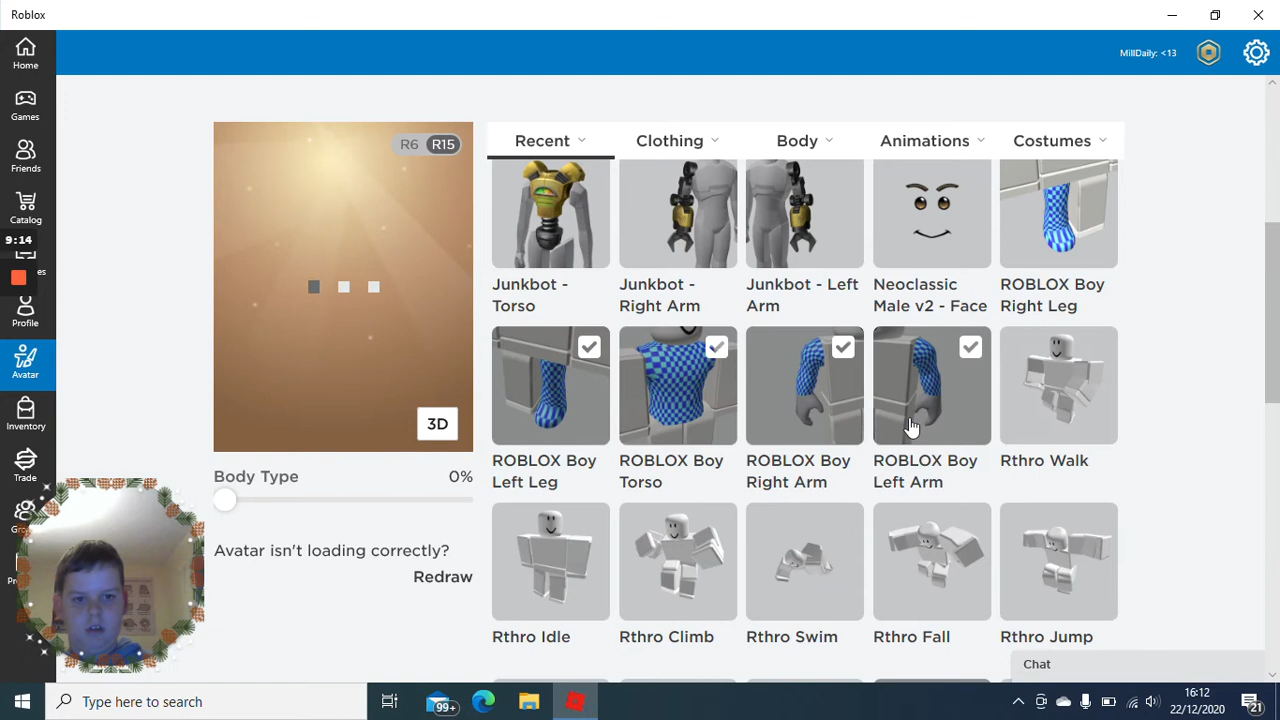 Roblox
MillDaily: <13
Home
Games
Friends
Catalog
9:14
Profile
Avatar
Inventory
Trade
R6 R15
3D
Body Type 0%
Avatar isn't loading correctly?
Redraw
Recent Clothing Body Animations Costumes
Junkbot - Torso
Junkbot - Right Arm
Junkbot - Left Arm
Neoclassic Male v2 - Face
ROBLOX Boy Right Leg
ROBLOX Boy Left Leg
ROBLOX Boy Torso
ROBLOX Boy Right Arm
ROBLOX Boy Left Arm
Rthro Walk
Rthro Idle
Rthro Climb
Rthro Swim
Rthro Fall
Rthro Jump
Chat
Type here to search
99+
16:12
22/12/2020
21